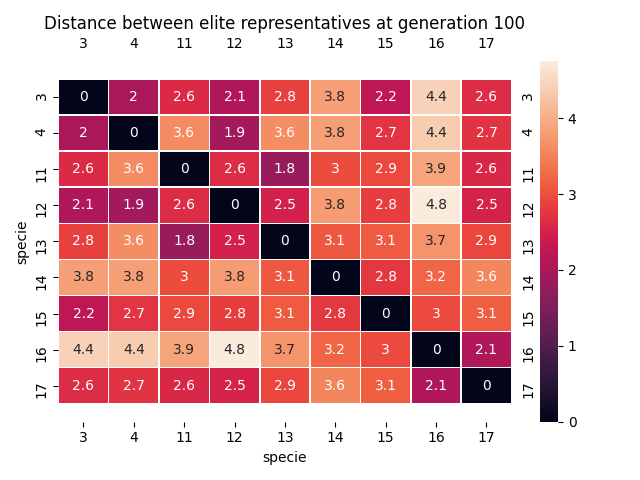 Distance between elite representatives at generation 100
3 4 11 12 13 14 15 16 17
3 0 2 2.6 2.1 2.8 3.8 2.2 4.4 2.6 3
4 2 0 3.6 1.9 3.6 3.8 2.7 4.4 2.7 4
11 2.6 3.6 0 2.6 1.8 3 2.9 3.9 2.6 11
12 2.1 1.9 2.6 0 2.5 3.8 2.8 4.8 2.5 12
13 2.8 3.6 1.8 2.5 0 3.1 3.1 3.7 2.9 13
14 3.8 3.8 3 3.8 3.1 0 2.8 3.2 3.6 14
15 2.2 2.7 2.9 2.8 3.1 2.8 0 3 3.1 15
16 4.4 4.4 3.9 4.8 3.7 3.2 3 0 2.1 16
17 2.6 2.7 2.6 2.5 2.9 3.6 3.1 2.1 0 17
3 4 11 12 13 14 15 16 17
specie
specie
4
3
2
1
0